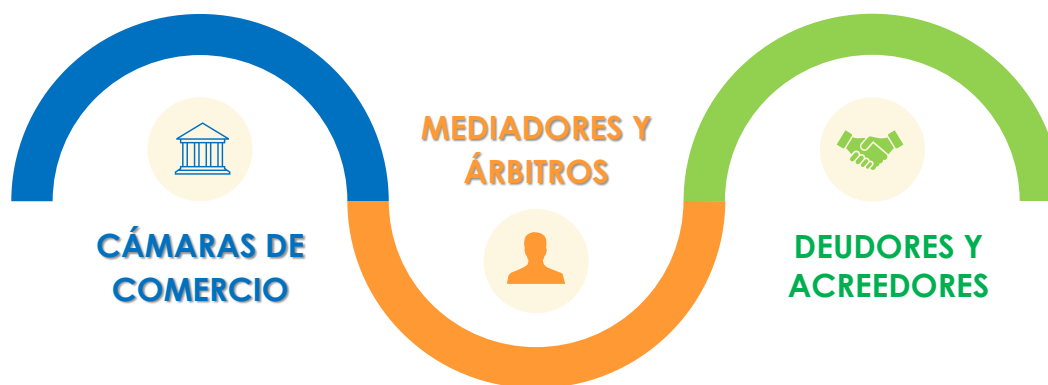 CÁMARAS DE
COMERCIO
MEDIADORES Y
ÁRBITROS
DEUDORES Y
ACREEDORES